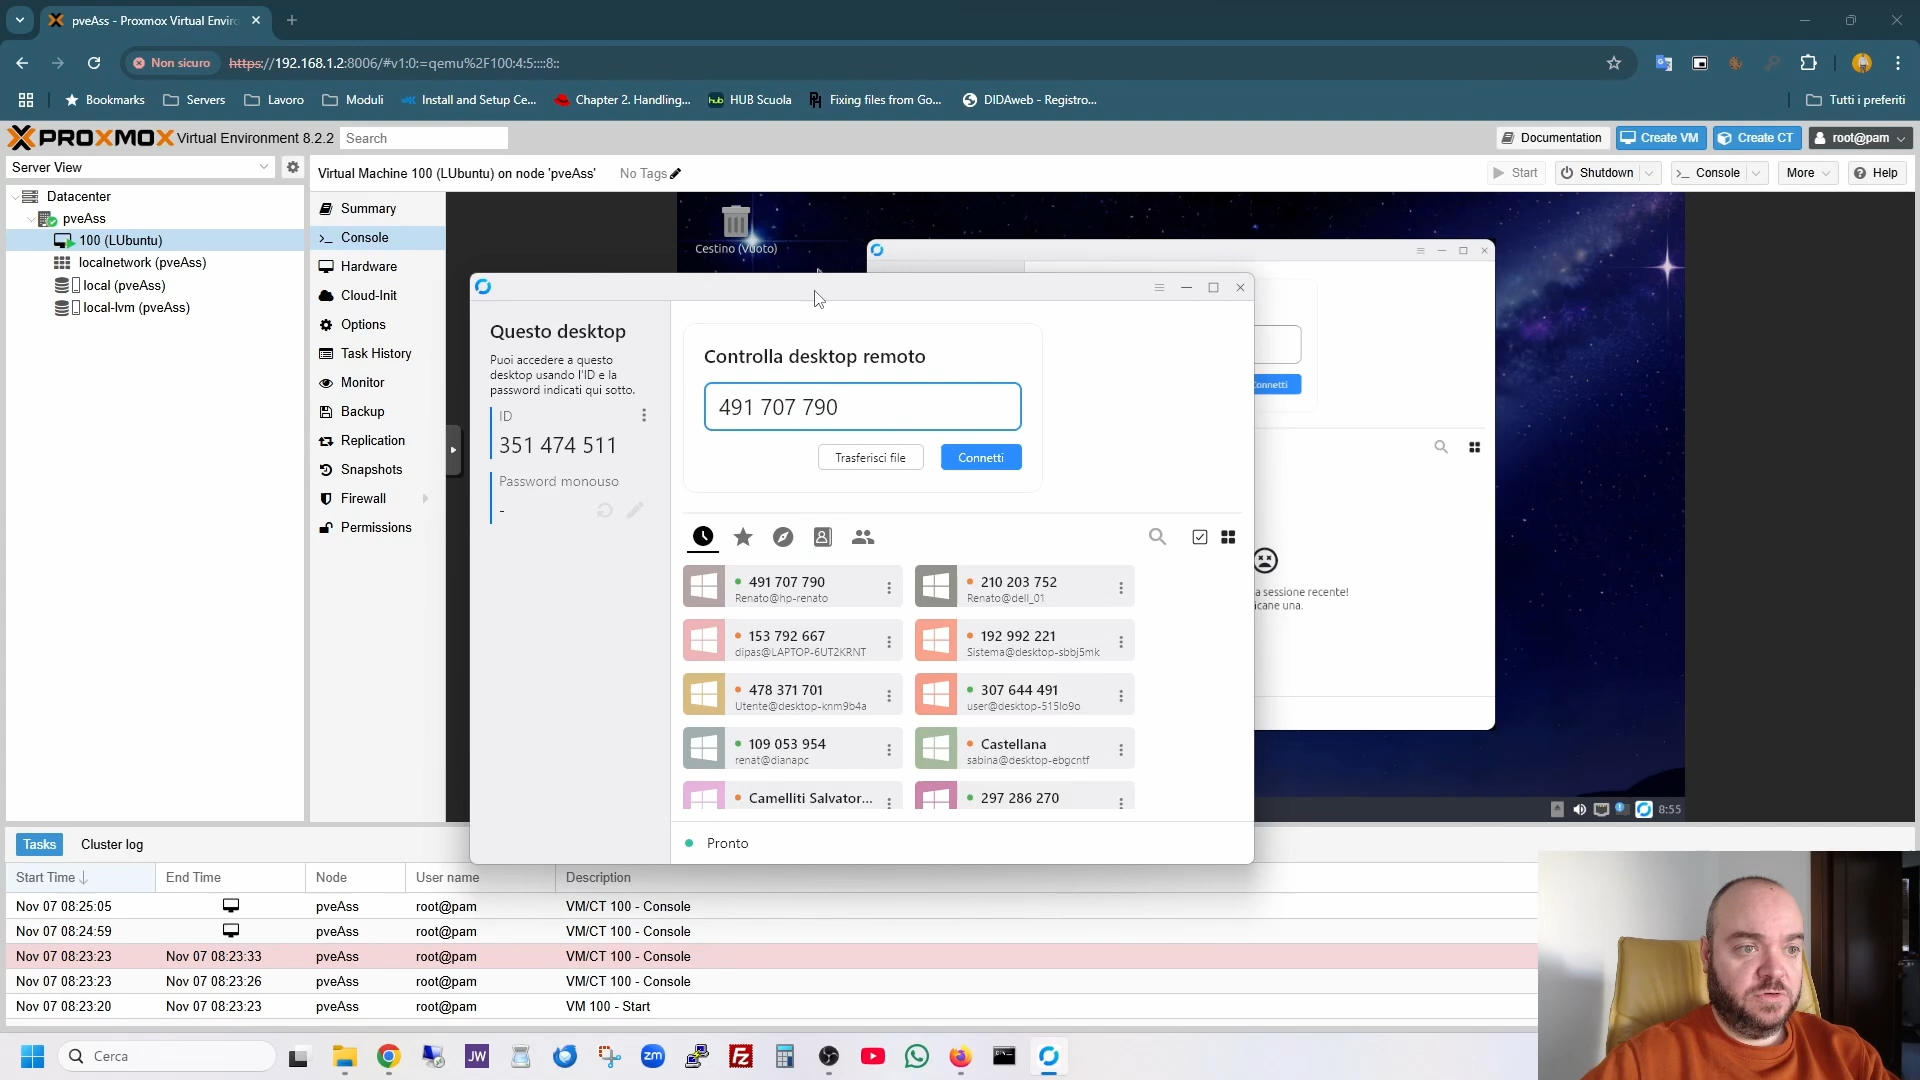 pveAss - Proxmox Virtual Enviro
Non sicuro
https://192.168.1.2:8006/#v1:0:=qemu%2F100:4:5::::8::
Bookmarks
Servers
Lavoro
Moduli
Install and Setup Ce...
Chapter 2. Handling...
HUB Scuola
Fixing files from Go...
DIDAweb - Registro...
Tutti i preferiti
PROXMOX Virtual Environment 8.2.2
Search
Documentation
Create VM
Create CT
root@pam
Server View
Virtual Machine 100 (LUbuntu) on node 'pveAss'
No Tags
Start
Shutdown
Console
More
Help
Datacenter
pveAss
100 (LUbuntu)
localnetwork (pveAss)
local (pveAss)
local-lvm (pveAss)
Summary
Console
Hardware
Cloud-Init
Options
Task History
Monitor
Backup
Replication
Snapshots
Firewall
Permissions
Cestino (vuoto)
Questo desktop
Puoi accedere a questo
desktop usando l'ID e la
password indicati qui sotto.
ID
351 474 511
Password monouso
-
Controlla desktop remoto
491 707 790
Trasferisci file
Connetti
491 707 790
Renato@hp-renato
210 203 752
Renato@dell_01
153 792 667
dipas@LAPTOP-6UT2KRNT
192 992 221
Sistema@desktop-sbbj5mk
478 371 701
Utente@desktop-knm9b4a
307 644 491
user@desktop-515lo9o
109 053 954
renat@dianapc
Castellana
sabina@desktop-ebgcntf
Camelliti Salvator...
297 286 270
Pronto
onnetti
a sessione recente!
icane una.
8:55
Tasks
Cluster log
Start Time
End Time
Node
User name
Description
Nov 07 08:25:05
pveAss
root@pam
VM/CT 100 - Console
Nov 07 08:24:59
pveAss
root@pam
VM/CT 100 - Console
Nov 07 08:23:23
Nov 07 08:23:33
pveAss
root@pam
VM/CT 100 - Console
Nov 07 08:23:23
Nov 07 08:23:26
pveAss
root@pam
VM/CT 100 - Console
Nov 07 08:23:20
Nov 07 08:23:23
pveAss
root@pam
VM 100 - Start
Cerca
JW
zm
FZ